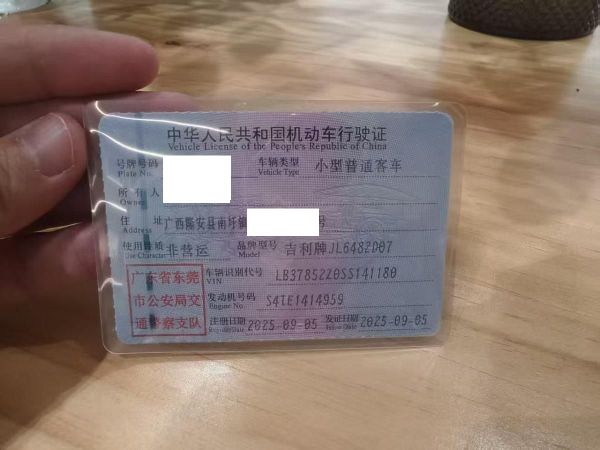 中华人民共和国机动车行驶证
Vehicle License of the People's Republic of China
号牌号码 车辆类型 小型普通客车
Plate No. Vehicle Type
所有人
Owner
住址 广西隆安县南圩镇 号
Address
使用性质 非营运 品牌型号 吉利牌JL6482D07
Use Character Model
广东省东莞
市公安局交
通警察支队
车辆识别代号 LB37852Z0SS141180
VIN
发动机号码 S4TE1414959
Engine No.
注册日期 2025-09-05 发证日期 2025-09-05
Register Date Issue Date